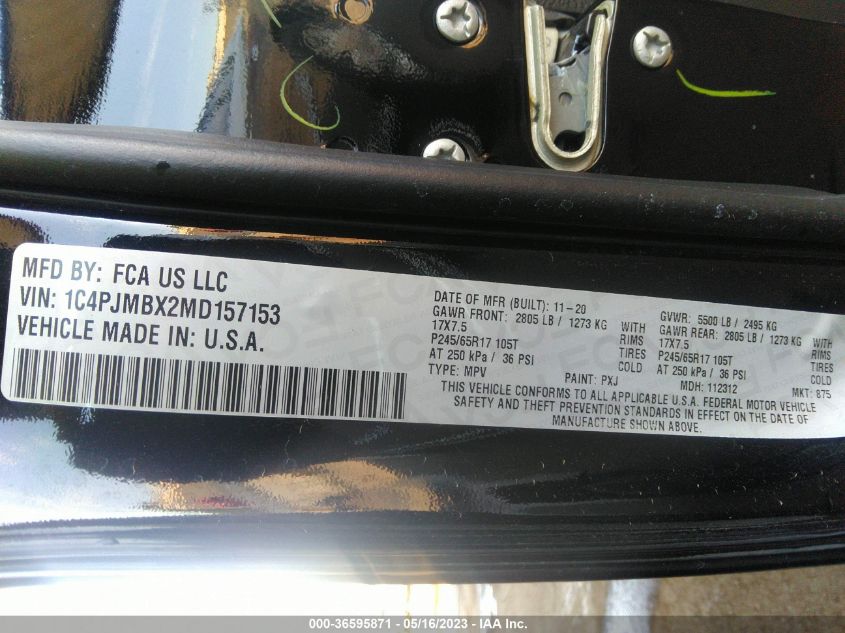 MFD BY: FCA US LLC
VIN: 1C4PJMBX2MD157153
VEHICLE MADE IN: U.S.A.
DATE OF MFR (BUILT): 11-20 GVWR: 5500 LB / 2495 KG
GAWR FRONT: 2805 LB / 1273 KG WITH GAWR REAR: 2805 LB / 1273 KG WITH
17X7.5 RIMS 17X7.5 RIMS
P245/65R17 105T TIRES P245/65R17 105T TIRES
AT 250 kPa / 36 PSI COLD AT 250 kPa / 36 PSI COLD
TYPE: MPV PAINT: PXJ MDH: 112312 MKT: 875
THIS VEHICLE CONFORMS TO ALL APPLICABLE U.S.A. FEDERAL MOTOR VEHICLE
SAFETY AND THEFT PREVENTION STANDARDS IN EFFECT ON THE DATE OF
MANUFACTURE SHOWN ABOVE.
000-36595871 - 05/16/2023 - IAA Inc.